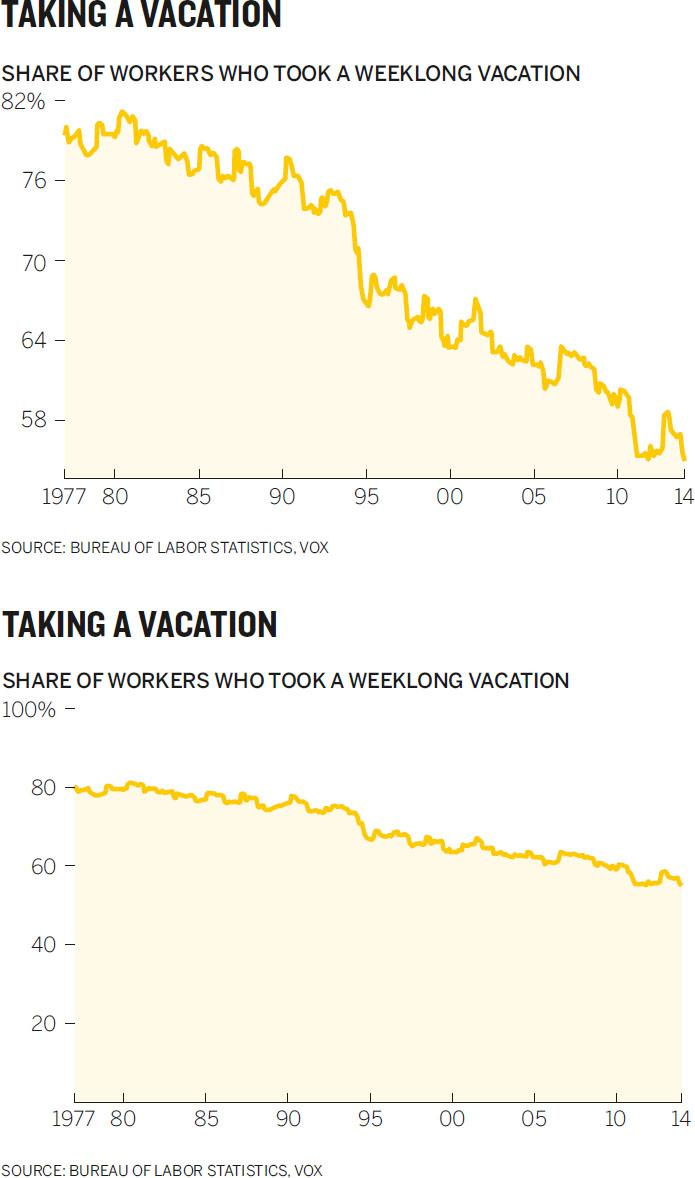 TAKING A VACATION
SHARE OF WORKERS WHO TOOK A WEEKLONG VACATION
82%
76
70
64
58
1977 80 85 90 95 00 05 10 14
SOURCE: BUREAU OF LABOR STATISTICS, VOX
TAKING A VACATION
SHARE OF WORKERS WHO TOOK A WEEKLONG VACATION
100%
80
60
40
20
1977 80 85 90 95 00 05 10 14
SOURCE: BUREAU OF LABOR STATISTICS, VOX